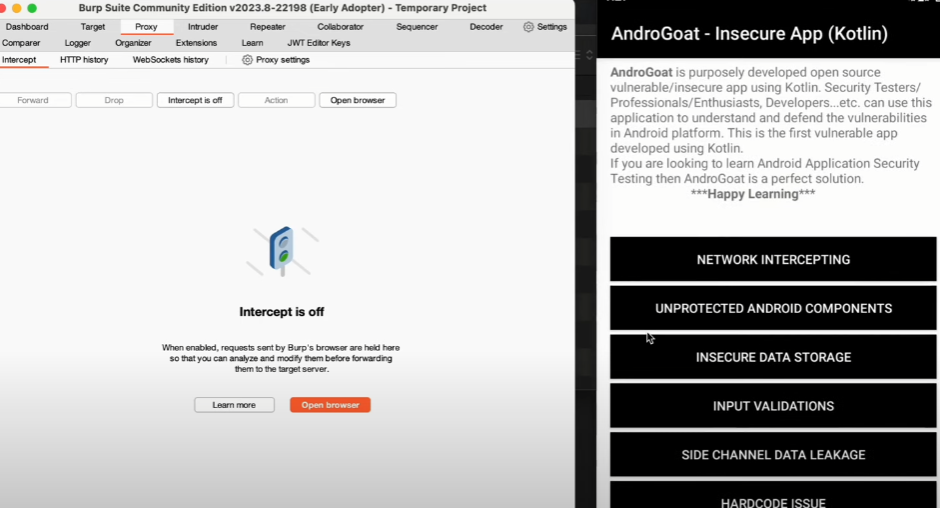 Burp Suite Community Edition v2023.8-22198 (Early Adopter) - Temporary Project
Dashboard Target Proxy Intruder Repeater Collaborator Sequencer Decoder Settings
Comparer Logger Organizer Extensions Learn JWT Editor Keys
Intercept HTTP history WebSockets history Proxy settings
Forward Drop Intercept is off Action Open browser
Intercept is off
When enabled, requests sent by Burp's browser are held here
so that you can analyze and modify them before forwarding
them to the target server.
Learn more Open browser
AndroGoat - Insecure App (Kotlin)
AndroGoat is purposely developed open source
vulnerable/insecure app using Kotlin. Security Testers/
Professionals/Enthusiasts, Developers...etc. can use this
application to understand and defend the vulnerabilities
in Android platform. This is the first vulnerable app
developed using Kotlin.
If you are looking to learn Android Application Security
Testing then AndroGoat is a perfect solution.
***Happy Learning***
NETWORK INTERCEPTING
UNPROTECTED ANDROID COMPONENTS
INSECURE DATA STORAGE
INPUT VALIDATIONS
SIDE CHANNEL DATA LEAKAGE
HARDCODE ISSUE